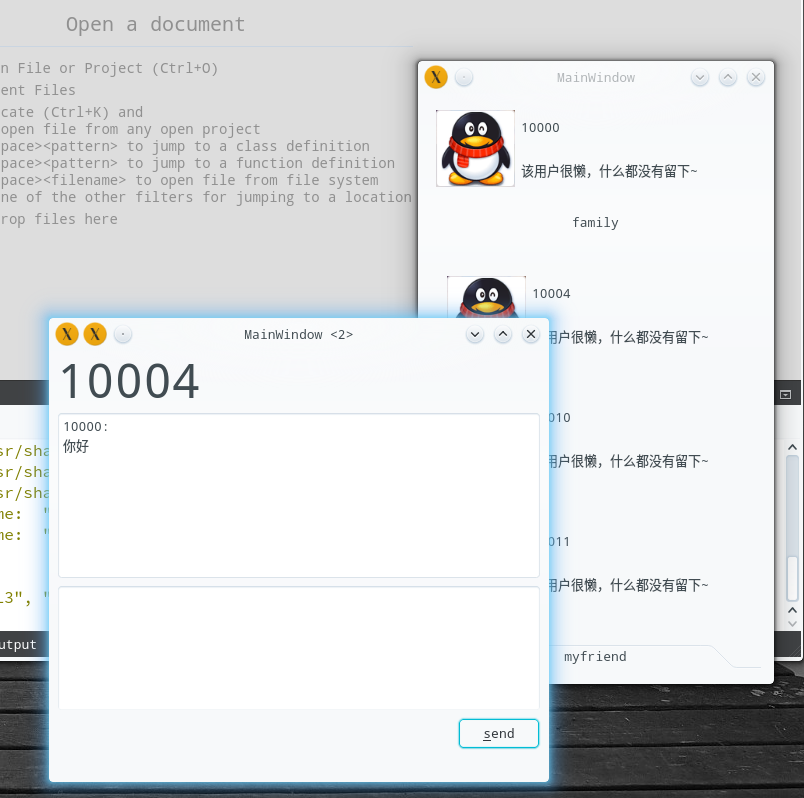 Open a document
n File or Project (Ctrl+O)
ent Files
cate (Ctrl+K) and
open file from any open project
pace><pattern> to jump to a class definition
pace><pattern> to jump to a function definition
pace><filename> to open file from file system
ne of the other filters for jumping to a location
rop files here
MainWindow
10000
该用户很懒，什么都没有留下~
family
10004
用户很懒，什么都没有留下~
010
用户很懒，什么都没有留下~
011
用户很懒，什么都没有留下~
myfriend
MainWindow <2>
10004
10000:
你好
send
sr/sha
sr/sha
sr/sha
me: "
me: "
13", "
utput